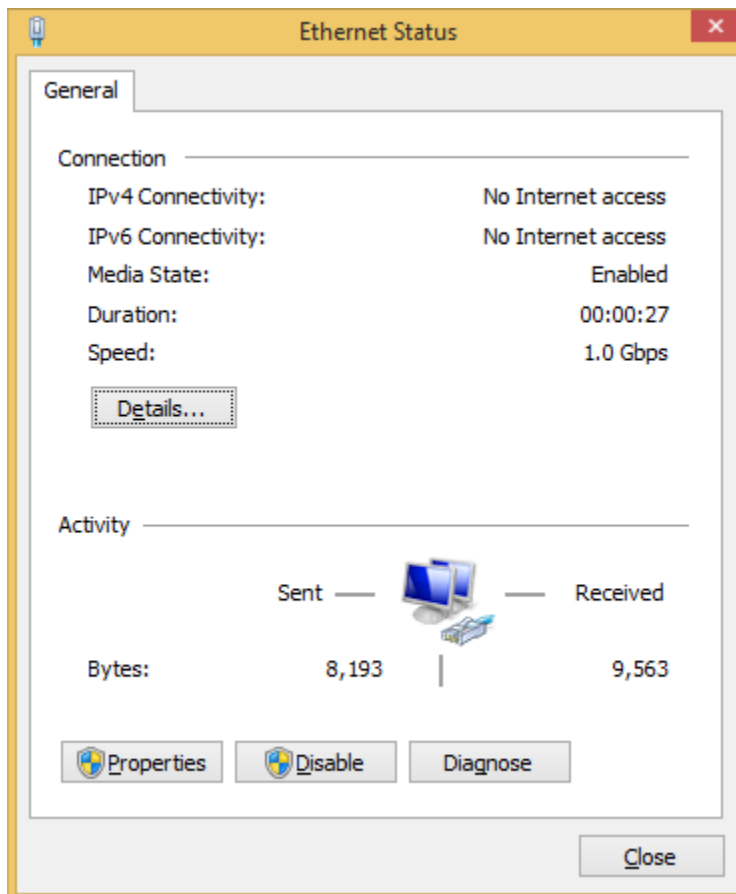 Ethernet Status
General
Connection
IPv4 Connectivity: No Internet access
IPv6 Connectivity: No Internet access
Media State: Enabled
Duration: 00:00:27
Speed: 1.0 Gbps
Details...
Activity
Sent Received
Bytes: 8,193 9,563
Properties Disable Diagnose
Close